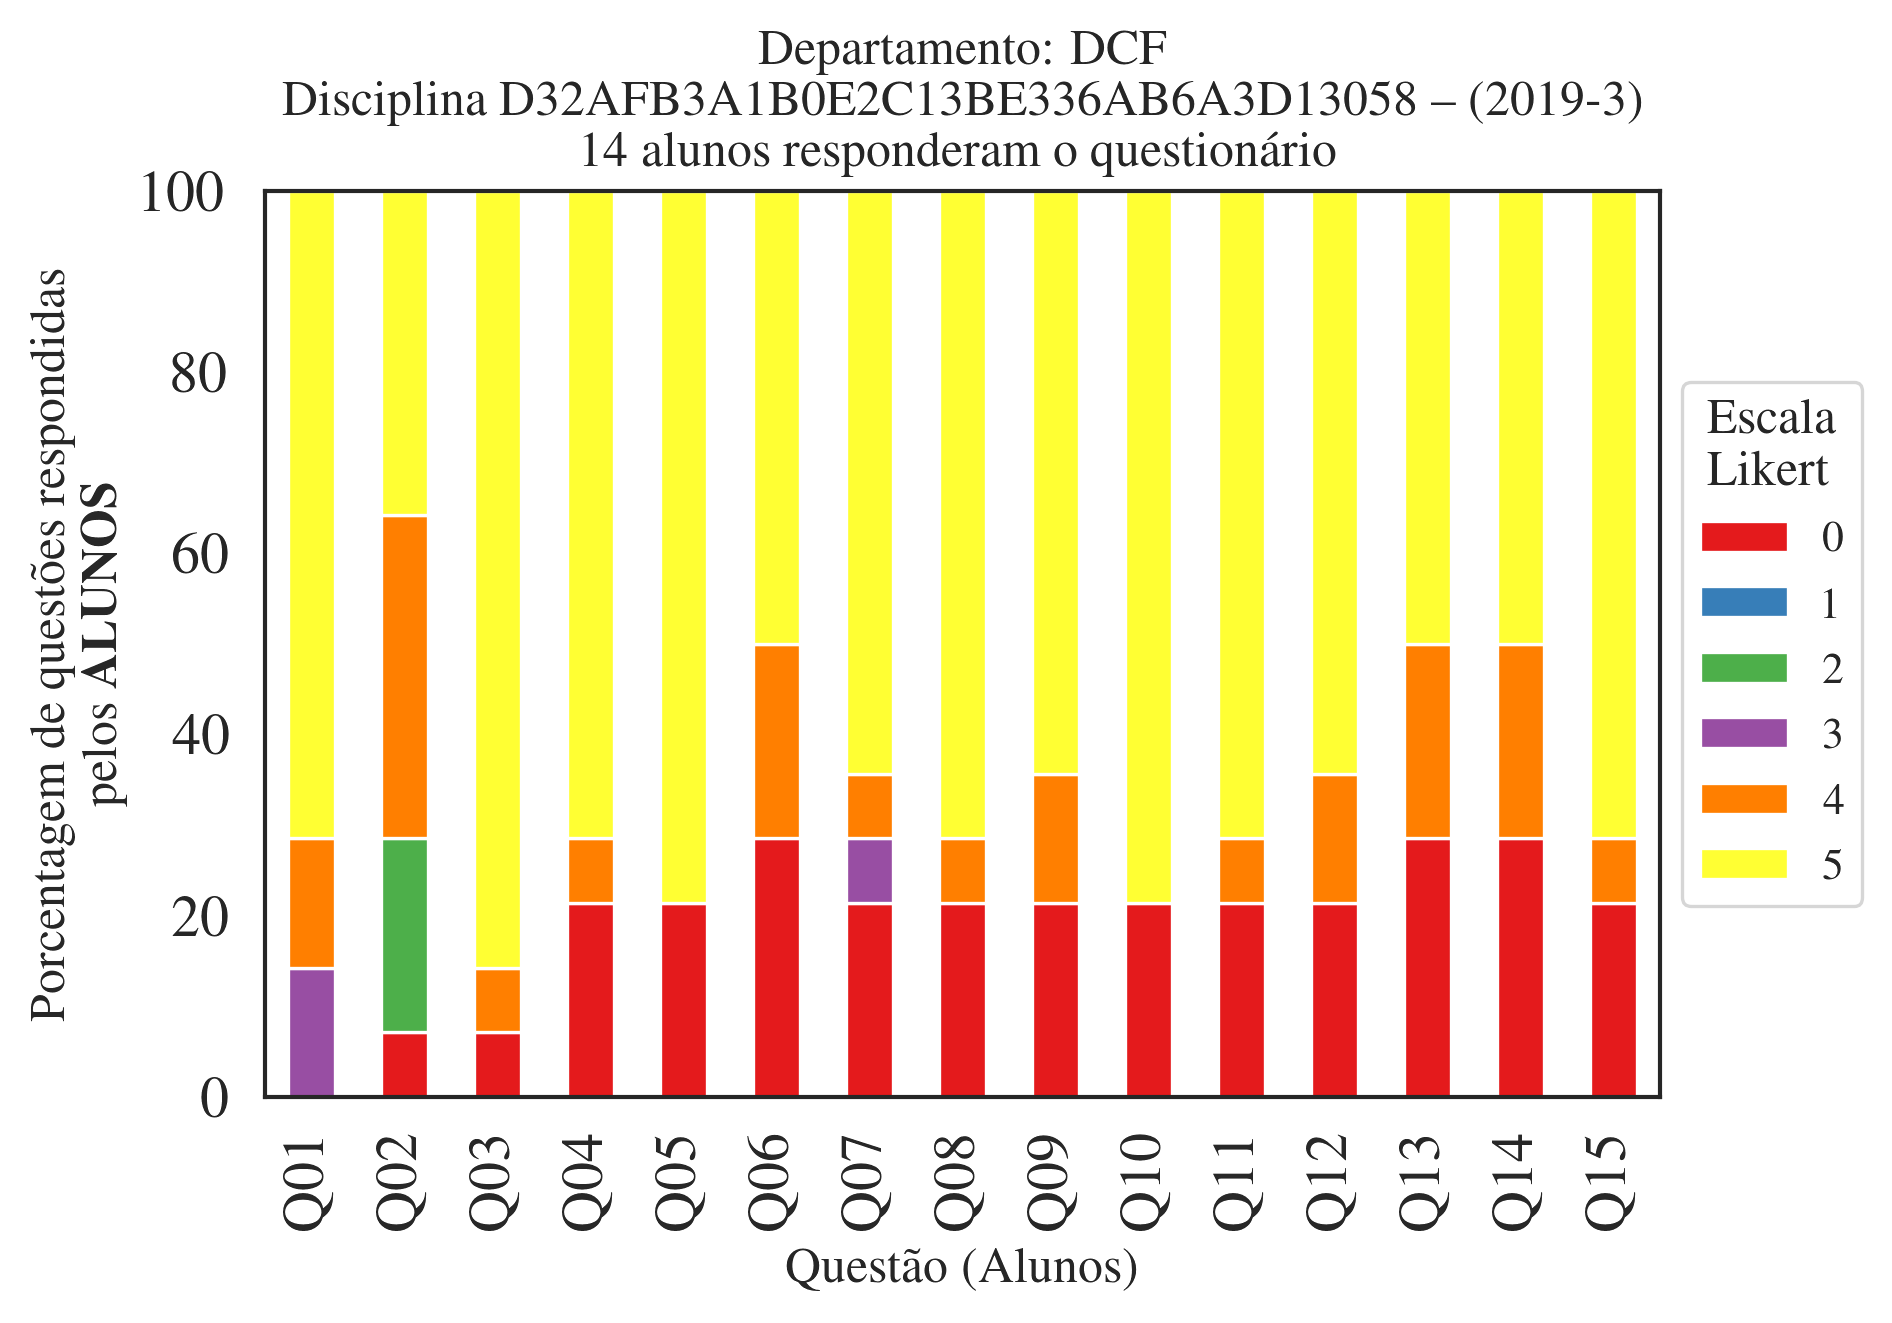 Departamento: DCF
Disciplina D32AFB3A1B0E2C13BE336AB6A3D13058 – (2019-3)
14 alunos responderam o questionário
100
80
60
40
20
0
Porcentagem de questões respondidas
pelos ALUNOS
Q01
Q02
Q03
Q04
Q05
Q06
Q07
Q08
Q09
Q10
Q11
Q12
Q13
Q14
Q15
Questão (Alunos)
Escala
Likert
0
1
2
3
4
5